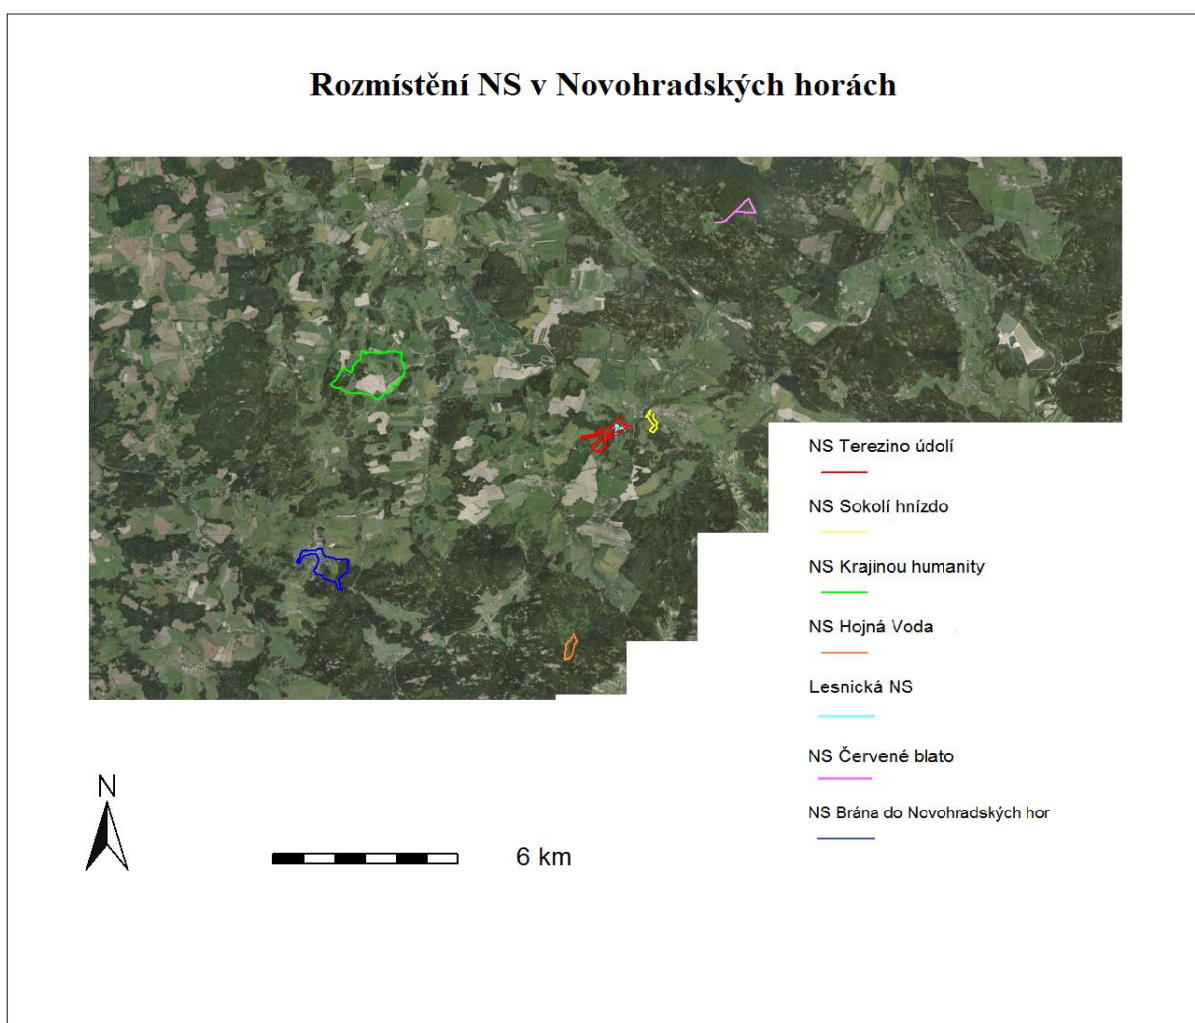 Rozmístění NS v Novohradských horách
NS Terezino údolí
NS Sokolí hnízdo
NS Krajinou humanity
NS Hojná Voda
Lesnická NS
NS Červené blato
NS Brána do Novohradských hor
N
6 km